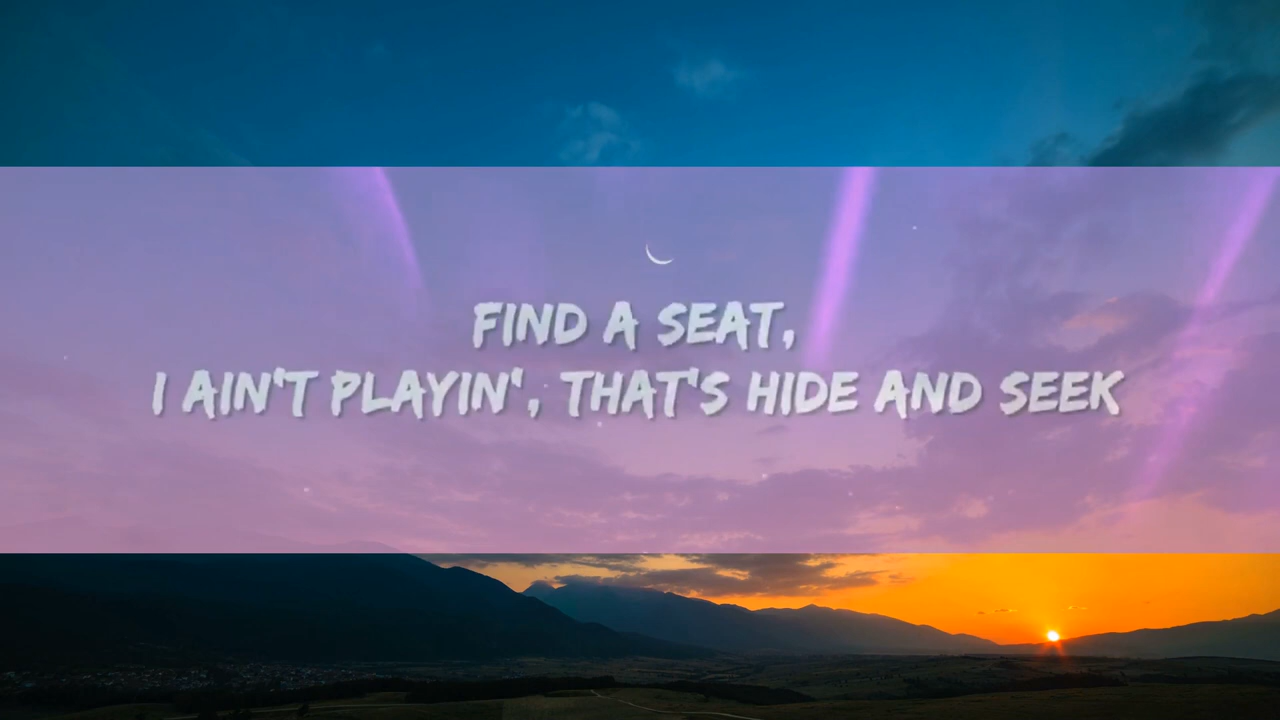 FIND A SEAT,
I AIN'T PLAYIN', THAT'S HIDE AND SEEK